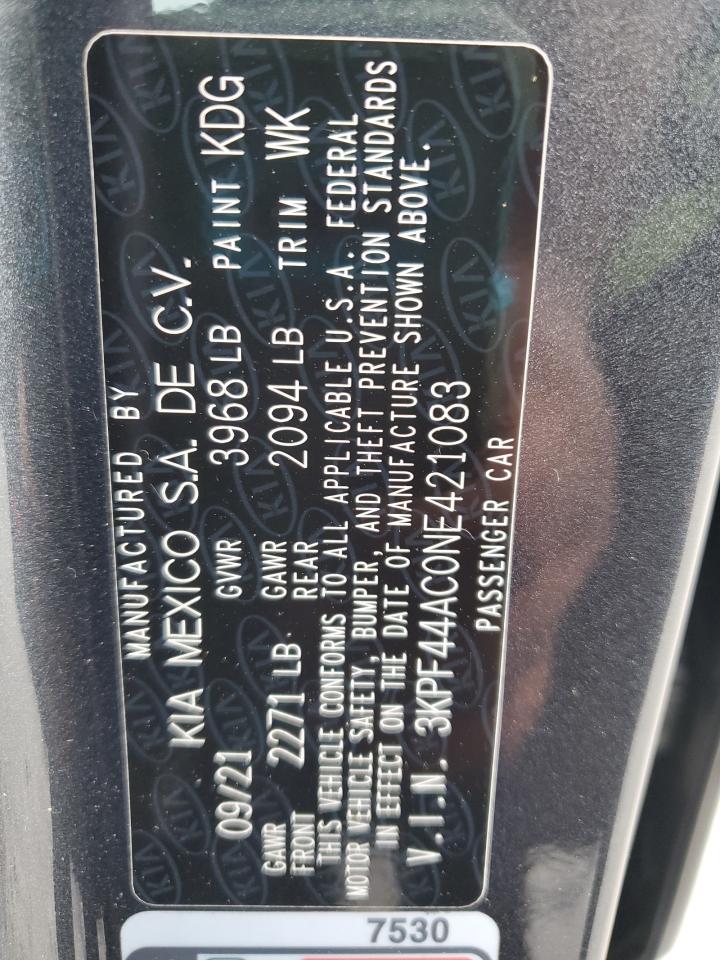 MANUFACTURED BY
KIA MEXICO S.A. DE C.V.
09/21 GVWR 3968 LB PAINT KDG
GAWR FRONT 2271 LB GAWR REAR 2094 LB TRIM WK
THIS VEHICLE CONFORMS TO ALL APPLICABLE U.S.A. FEDERAL
MOTOR VEHICLE SAFETY, BUMPER, AND THEFT PREVENTION STANDARDS
IN EFFECT ON THE DATE OF MANUFACTURE SHOWN ABOVE.
V.I.N. 3KPF44AC0NE421083
PASSENGER CAR
7530